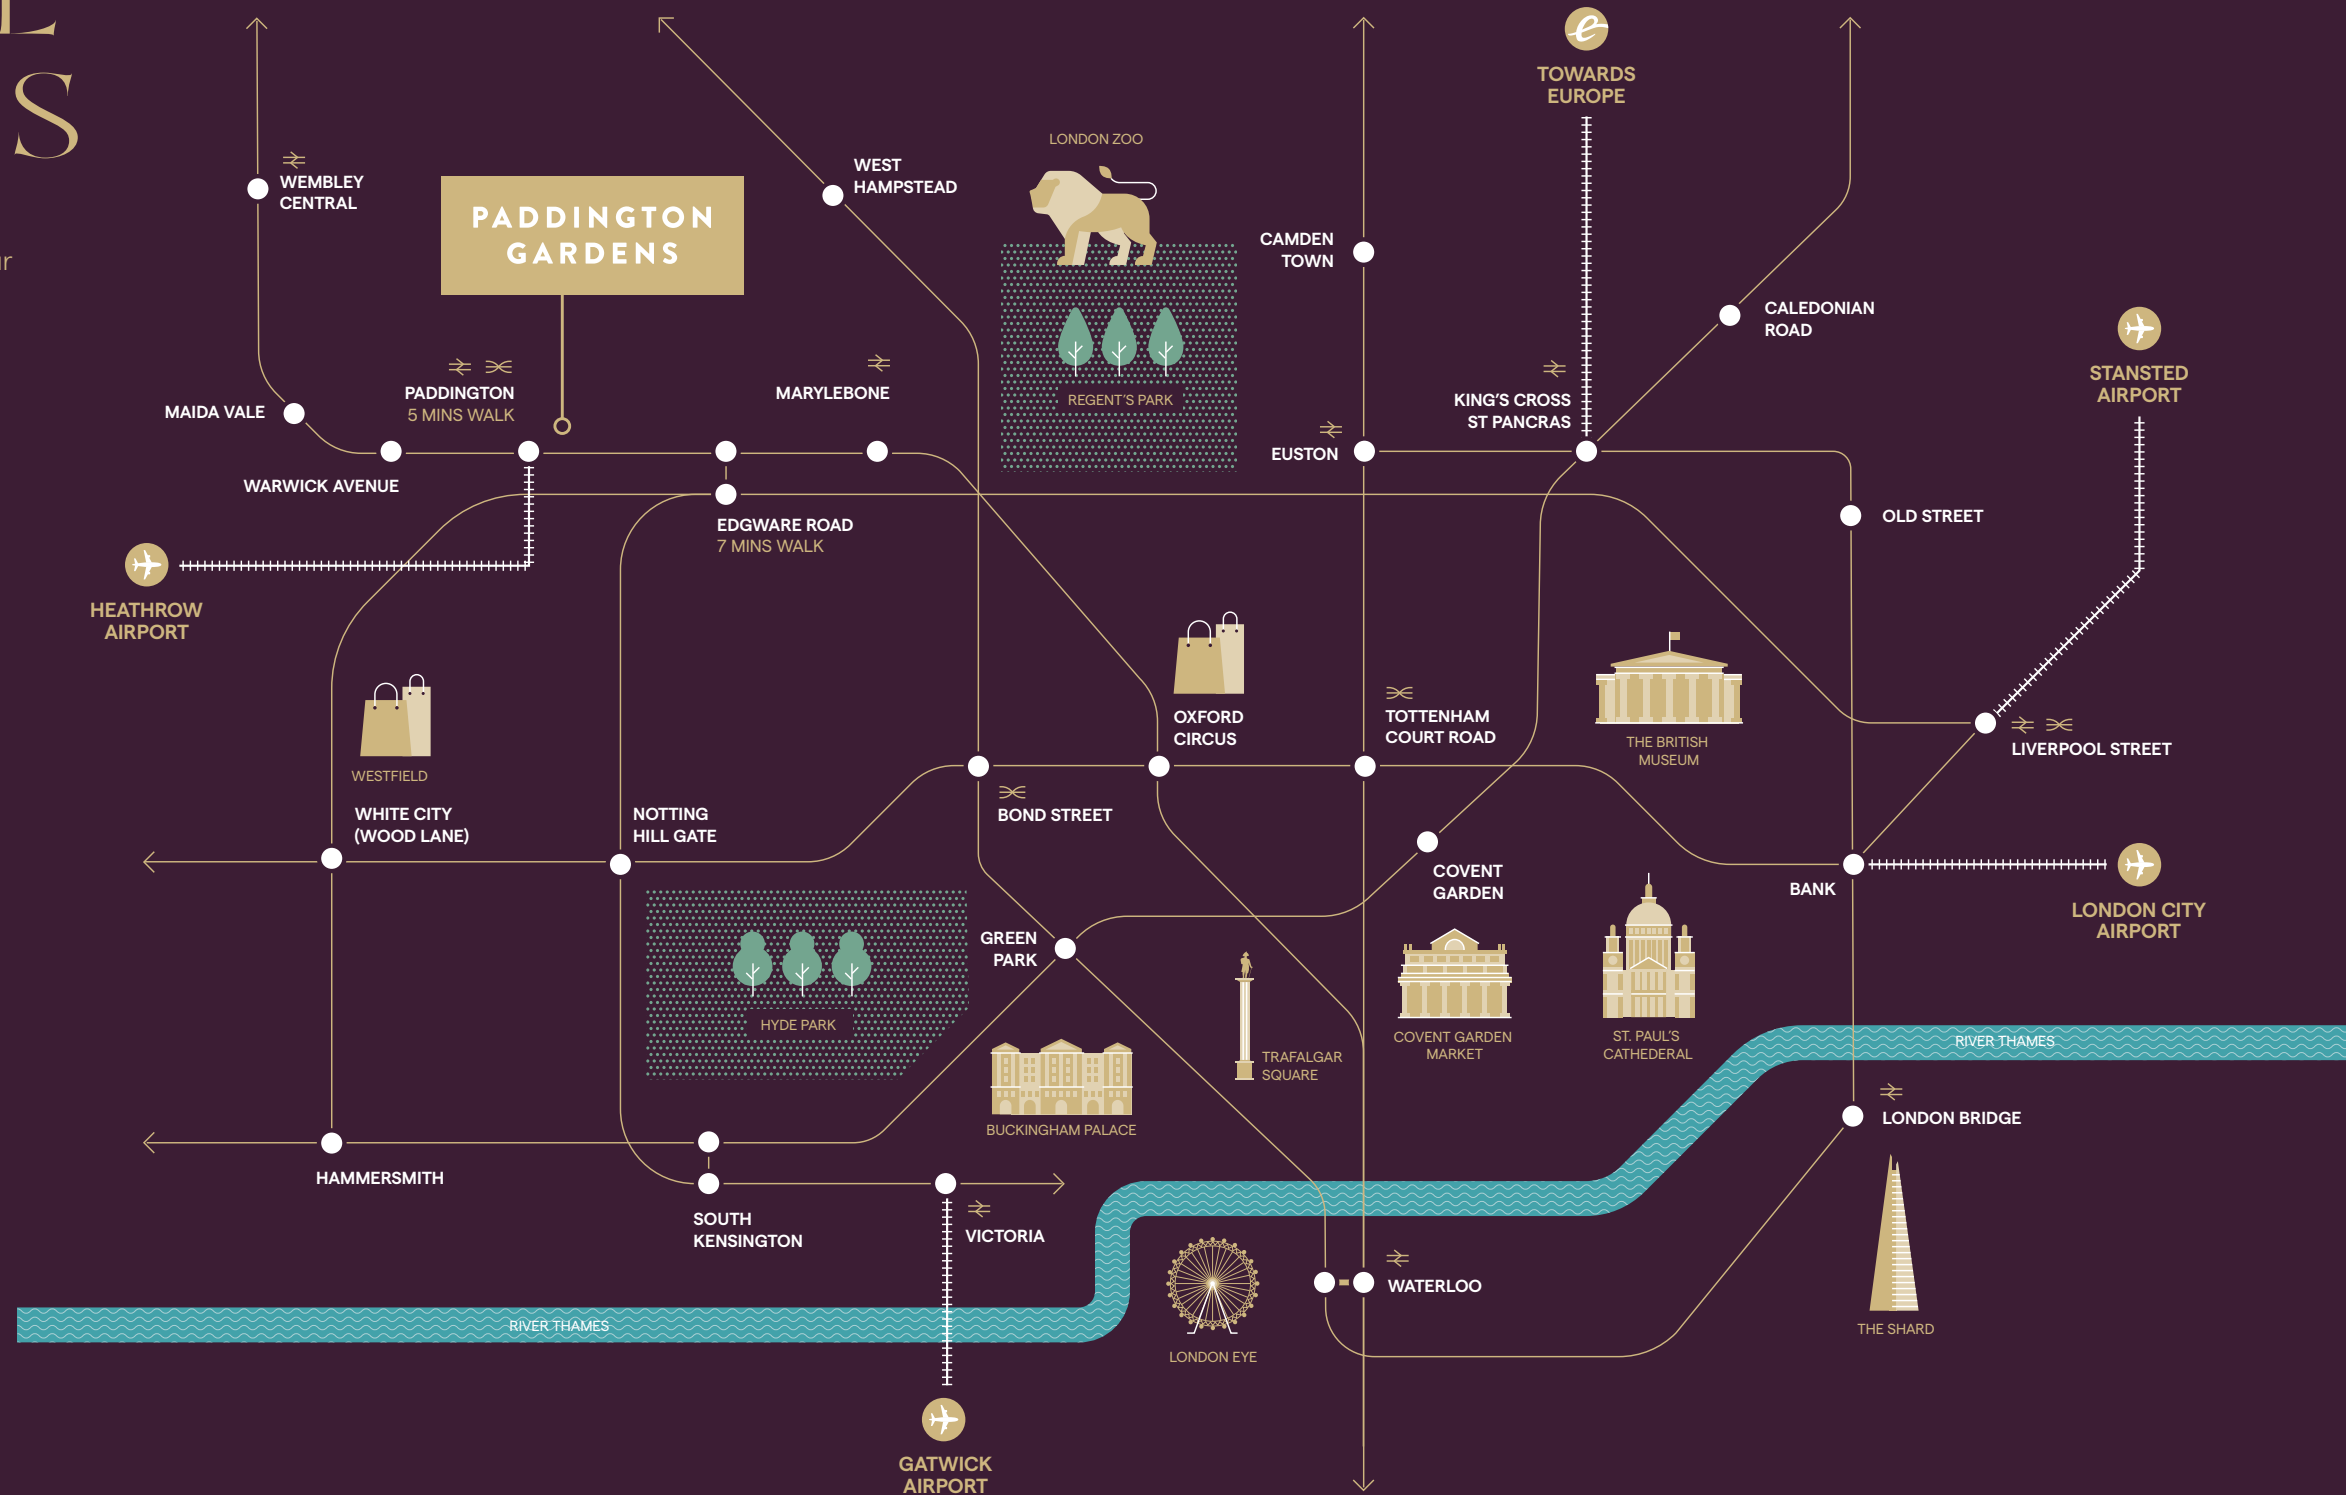 L
S
ur
TOWARDS
EUROPE
LONDON ZOO
WEST
HAMPSTEAD
WEMBLEY
CENTRAL
PADDINGTON
GARDENS
CAMDEN
TOWN
CALEDONIAN
ROAD
STANSTED
AIRPORT
PADDINGTON
5 MINS WALK
MARYLEBONE
MAIDA VALE
REGENT'S PARK
KING'S CROSS
ST PANCRAS
EUSTON
WARWICK AVENUE
EDGWARE ROAD
7 MINS WALK
OLD STREET
HEATHROW
AIRPORT
OXFORD
CIRCUS
TOTTENHAM
COURT ROAD
THE BRITISH
MUSEUM
LIVERPOOL STREET
WESTFIELD
WHITE CITY
(WOOD LANE)
NOTTING
HILL GATE
BOND STREET
COVENT
GARDEN
BANK
LONDON CITY
AIRPORT
GREEN
PARK
HYDE PARK
TRAFALGAR
SQUARE
COVENT GARDEN
MARKET
ST. PAUL'S
CATHEDERAL
RIVER THAMES
BUCKINGHAM PALACE
LONDON BRIDGE
HAMMERSMITH
SOUTH
KENSINGTON
VICTORIA
WATERLOO
RIVER THAMES
THE SHARD
LONDON EYE
GATWICK
AIRPORT